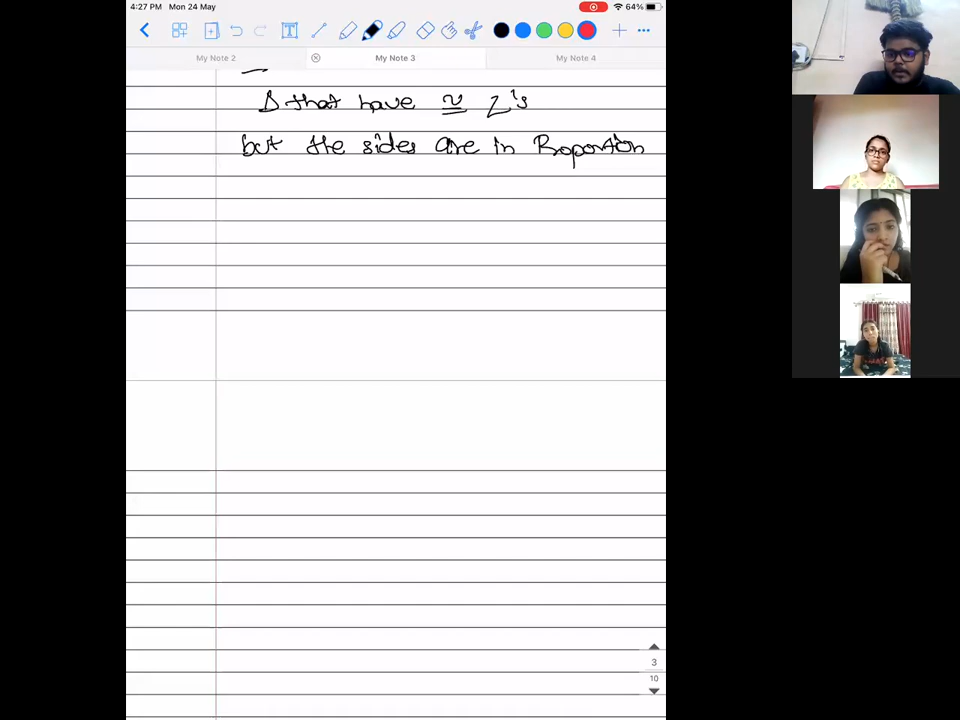 4:27 PM Mon 24 May
64%
My Note 2
My Note 3
My Note 4
Δ that have ≅ ∠'s
but the sides are in Proportion
3
10